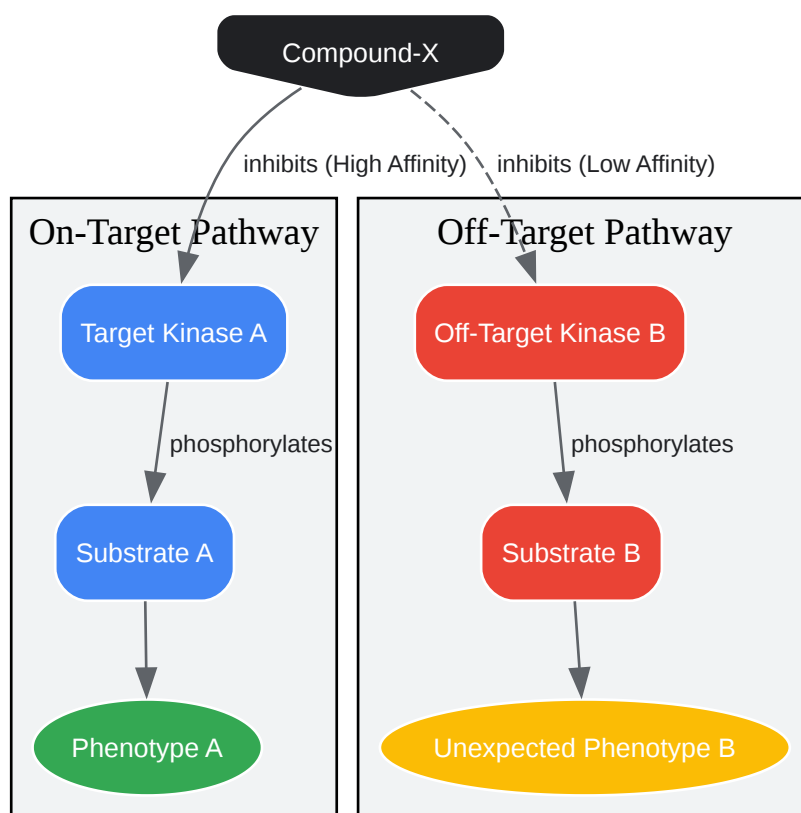 Compound-X
inhibits (High Affinity)
inhibits (Low Affinity)
On-Target Pathway
Target Kinase A
phosphorylates
Substrate A
Phenotype A
Off-Target Pathway
Off-Target Kinase B
phosphorylates
Substrate B
Unexpected Phenotype B